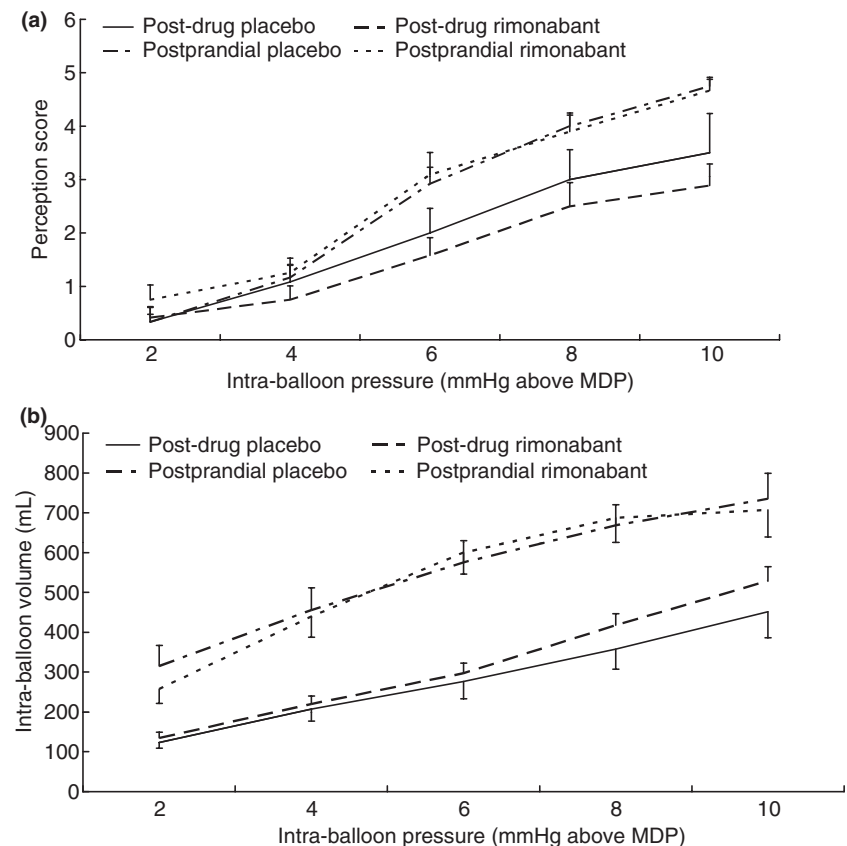 (a)
Post-drug placebo Post-drug rimonabant
Postprandial placebo Postprandial rimonabant
6
5
4
3
2
1
0
Perception score
2 4 6 8 10
Intra-balloon pressure (mmHg above MDP)
(b)
Post-drug placebo Post-drug rimonabant
Postprandial placebo Postprandial rimonabant
900
800
700
600
500
400
300
200
100
0
Intra-balloon volume (mL)
2 4 6 8 10
Intra-balloon pressure (mmHg above MDP)